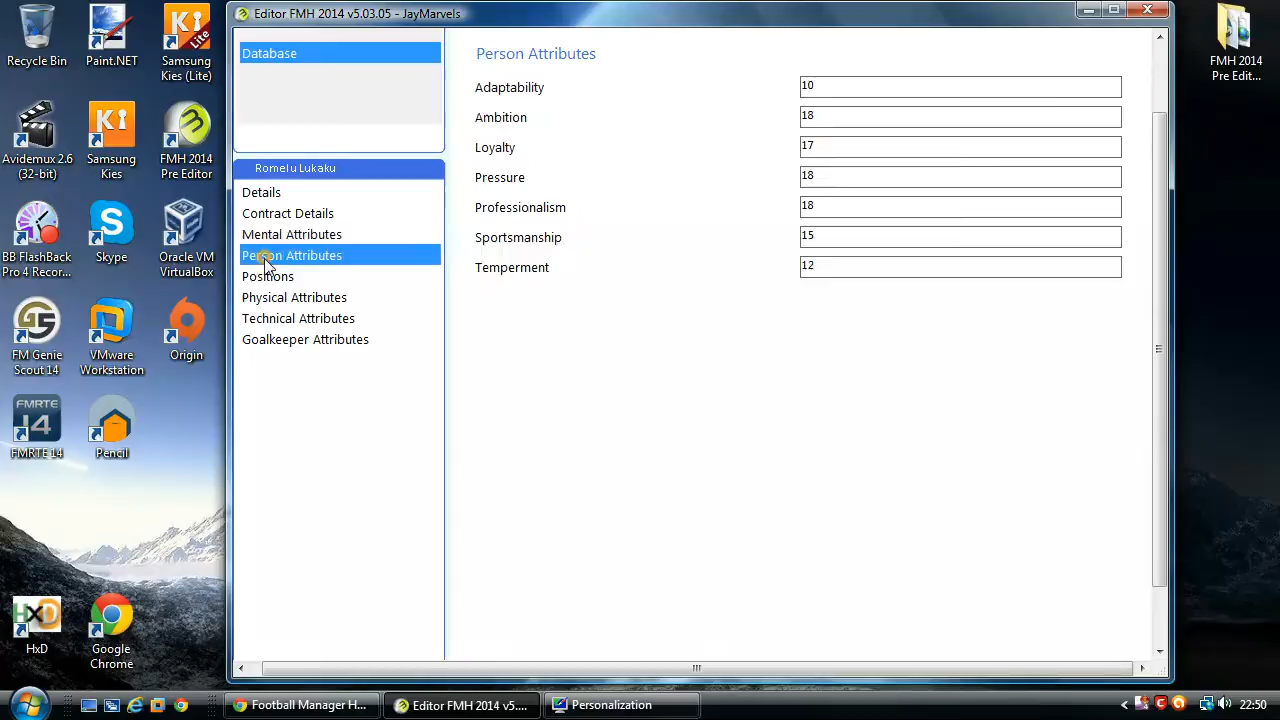 Editor FMH 2014 v5.03.05 - JayMarvels
Recycle Bin
Paint.NET
Samsung
Kies (Lite)
Lite
FMH 2014
Pre Edit...
Database
Person Attributes
Adaptability 10
Ambition 18
Loyalty 17
Pressure 18
Professionalism 18
Sportsmanship 15
Temperment 12
Romelu Lukaku
Details
Contract Details
Mental Attributes
Person Attributes
Positions
Physical Attributes
Technical Attributes
Goalkeeper Attributes
Avidemux 2.6
(32-bit)
Samsung
Kies
FMH 2014
Pre Editor
BB FlashBack
Pro 4 Recor...
Skype
Oracle VM
VirtualBox
FM Genie
Scout 14
VMware
Workstation
Origin
FMRTE
14
FMRTE 14
Pencil
HxD
HxD
Google
Chrome
Football Manager H...
Editor FMH 2014 v5....
Personalization
22:50